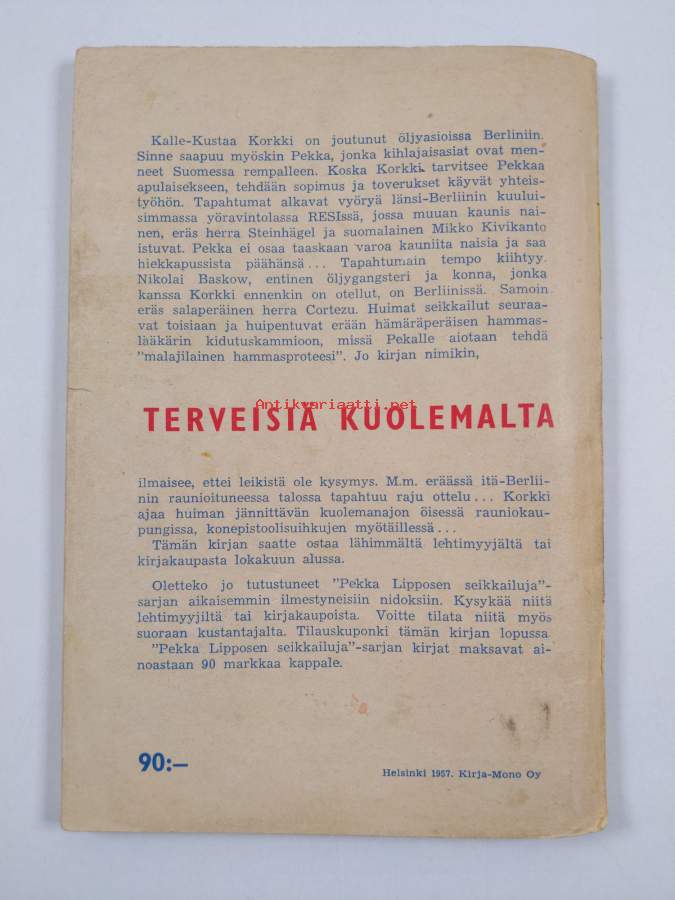 Kalle-Kustaa Korkki on joutunut öljyasioissa Berliniin.
Sinne saapuu myöskin Pekka, jonka kihlajaisasiat ovat men-
neet Suomessa rempalleen. Koska Korkki tarvitsee Pekkaa
apulaisekseen, tehdään sopimus ja toverukset käyvät yhteis-
työhön. Tapahtumat alkavat vyöryä länsi-Berliinin kuului-
simmassa yöravintolassa RESIssä, jossa muuan kaunis nai-
nen, eräs herra Steinhägel ja suomalainen Mikko Kivikanto
istuvat. Pekka ei osaa taaskaan varoa kauniita naisia ja saa
hiekkapussista päähänsä... Tapahtumain tempo kiihtyy.
Nikolai Baskow, entinen öljygangsteri ja konna, jonka
kanssa Korkki ennenkin on otellut, on Berliinissä. Samoin
eräs salaperäinen herra Cortezu. Huimat seikkailut seuraa-
vat toisiaan ja huipentuvat erään hämäräperäisen hammas-
lääkärin kidutuskammioon, missä Pekalle aiotaan tehdä
"malajilainen hammasproteesi". Jo kirjan nimikin,
Antikvariaatti.net
TERVEISIÄ KUOLEMALTA
ilmaisee, ettei leikistä ole kysymys. M.m. eräässä itä-Berlii-
nin raunioituneessa talossa tapahtuu raju ottelu... Korkki
ajaa huiman jännittävän kuolemanajon öisessä rauniokau-
pungissa, konepistoolisuihkujen myötäillessä...
Tämän kirjan saatte ostaa lähimmältä lehtimyyjältä tai
kirjakaupasta lokakuun alussa.
Oletteko jo tutustuneet "Pekka Lipposen seikkailuja"-
sarjan aikaisemmin ilmestyneisiin nidoksiin. Kysykää niitä
lehtimyyjiltä tai kirjakaupoista. Voitte tilata niitä myös
suoraan kustantajalta. Tilauskuponki tämän kirjan lopussa
"Pekka Lipposen seikkailuja"-sarjan kirjat maksavat ai-
noastaan 90 markkaa kappale.
90:—
Helsinki 1957. Kirja-Mono Oy